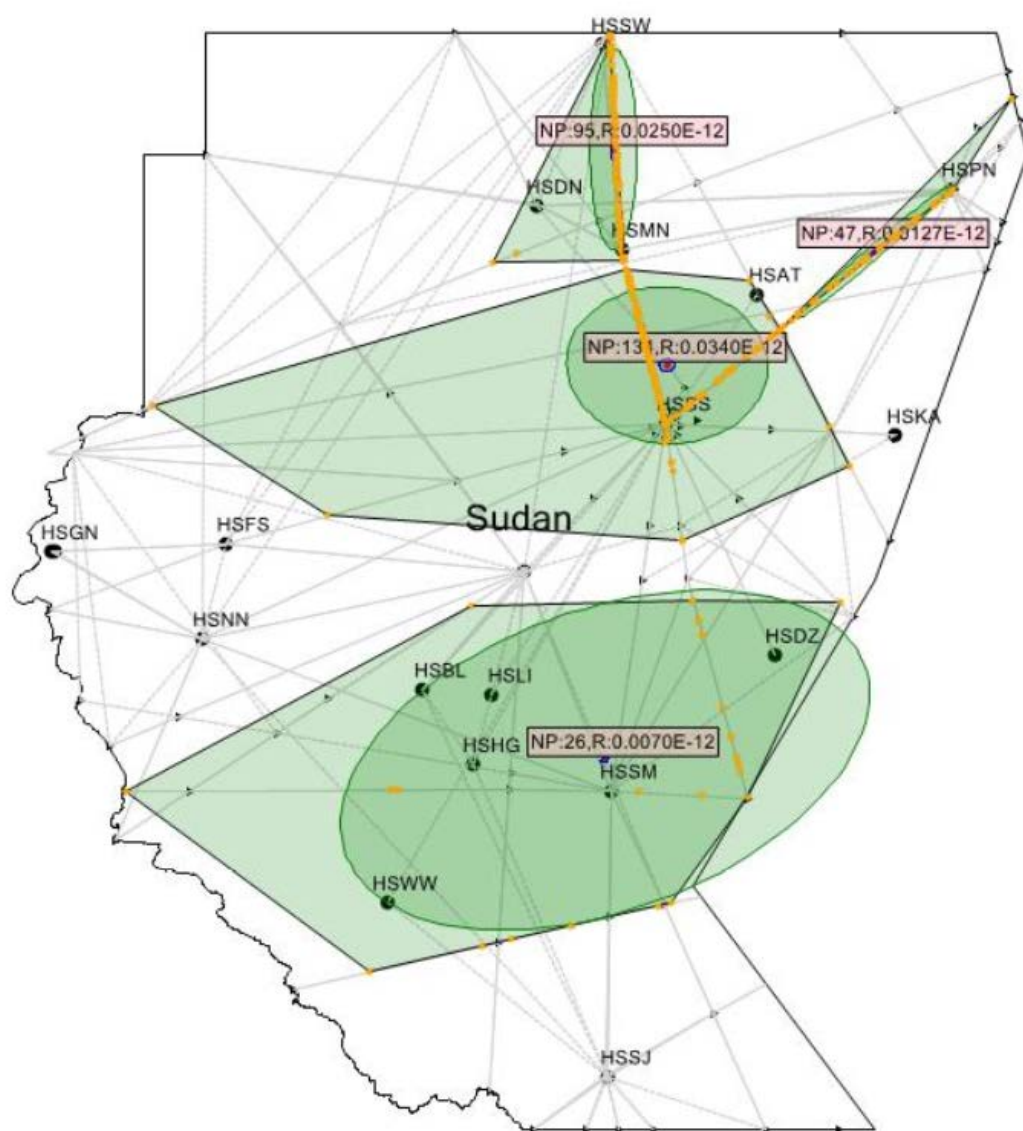 HSSW
NP:95,R:0.0250E-12
HSDN
HSPN
HSMN
NP:47,R:0.0127E-12
HSAT
NP:131,R:0.0340E-12
HSSS
HSKA
Sudan
HSGN
HSFS
HSNN
HSDZ
HSBL
HSLI
NP:26,R:0.0070E-12
HSHG
HSSM
HSWW
HSSJ